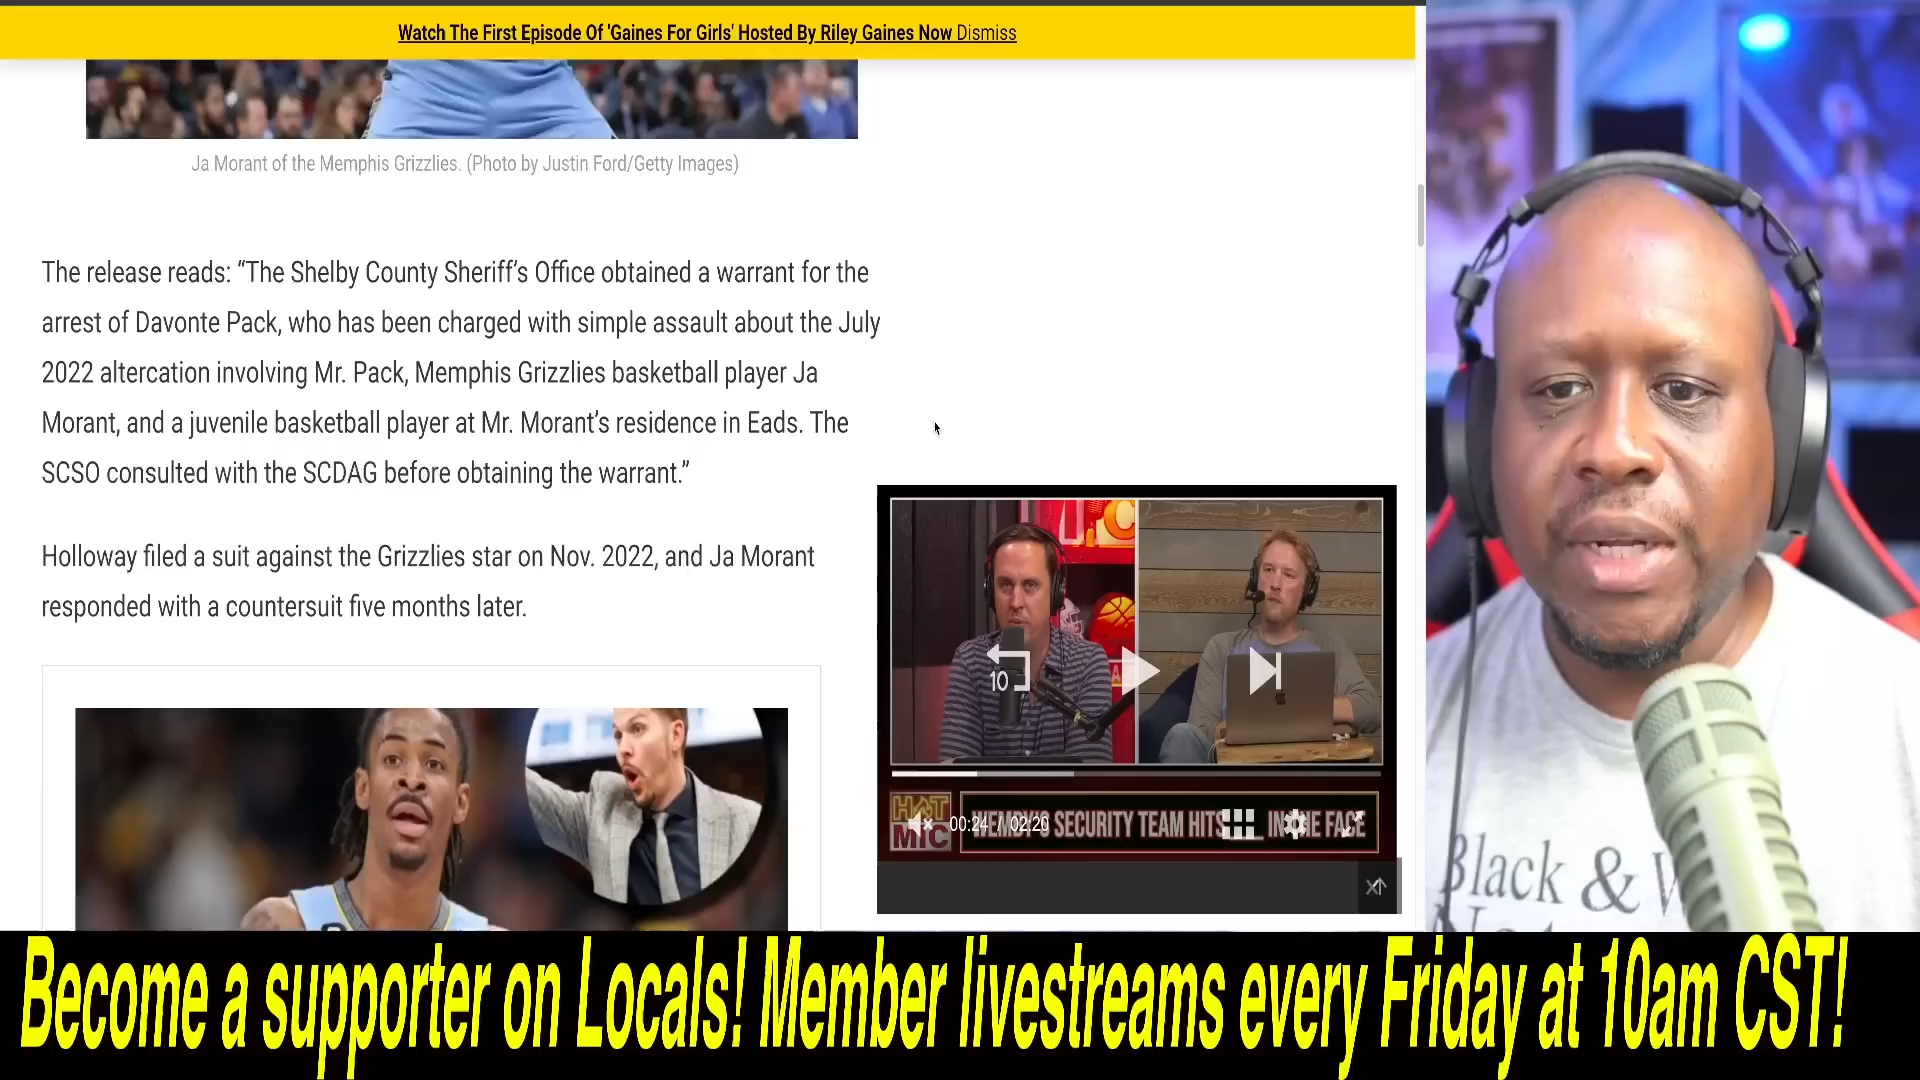 Watch The First Episode Of 'Gaines For Girls' Hosted By Riley Gaines Now Dismiss
Ja Morant of the Memphis Grizzlies. (Photo by Justin Ford/Getty Images)
The release reads: “The Shelby County Sheriff’s Office obtained a warrant for the
arrest of Davonte Pack, who has been charged with simple assault about the July
2022 altercation involving Mr. Pack, Memphis Grizzlies basketball player Ja
Morant, and a juvenile basketball player at Mr. Morant’s residence in Eads. The
SCSO consulted with the SCDAG before obtaining the warrant.”
Holloway filed a suit against the Grizzlies star on Nov. 2022, and Ja Morant
responded with a countersuit five months later.
10
HOT
MIC
00:24 / 02:20
SECURITY TEAM HITS IN THE FACE
Black &
Become a supporter on Locals! Member livestreams every Friday at 10am CST!